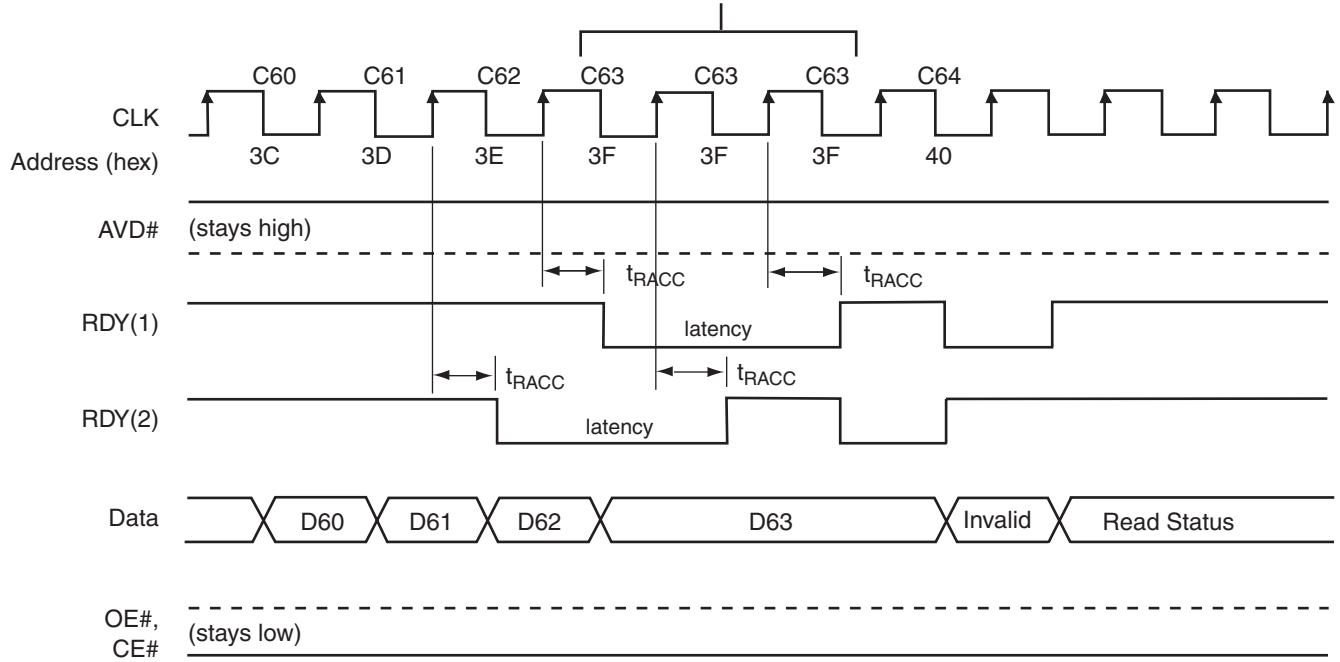 C60 C61 C62 C63 C63 C63 C64
CLK
Address (hex) 3C 3D 3E 3F 3F 3F 40
AVD# (stays high)
tRACC tRACC
RDY(1) latency
tRACC tRACC
RDY(2) latency
Data D60 D61 D62 D63 Invalid Read Status
OE#,
CE# (stays low)